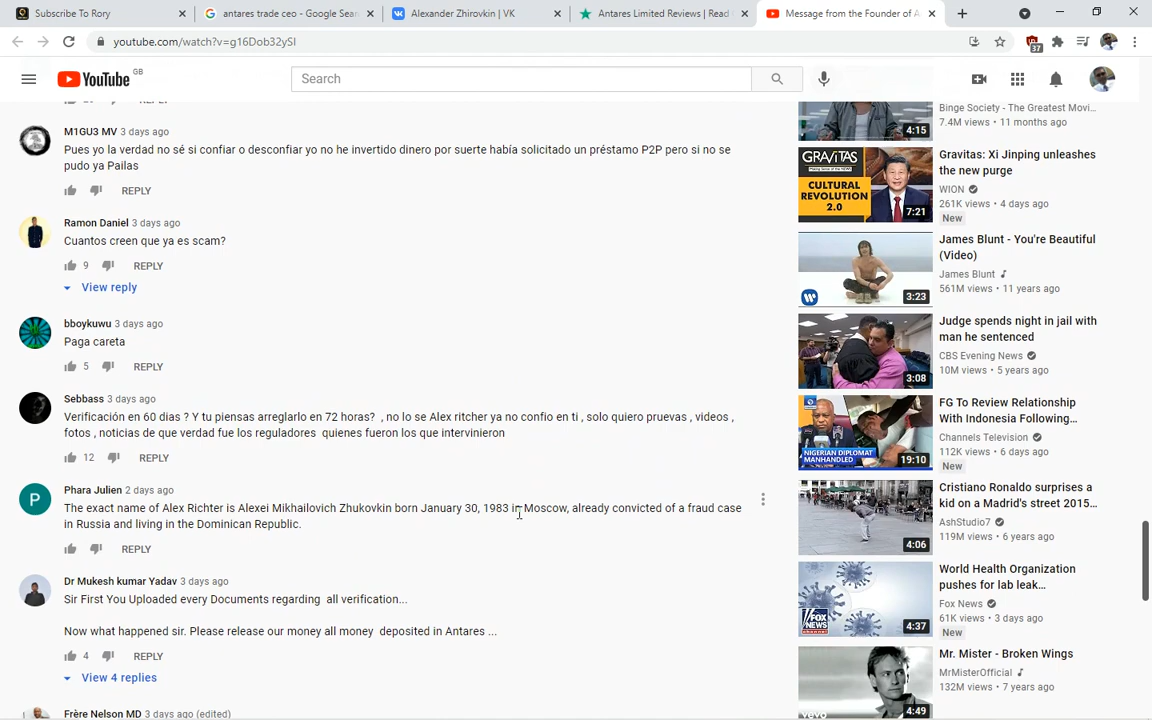 Subscribe To Rory
antares trade ceo - Google Sear
Alexander Zhirovkin | VK
Antares Limited Reviews | Read
Message from the Founder of A
youtube.com/watch?v=g16Dob32ySI
37
YouTube GB
Search
REPLY
M1GU3 MV 3 days ago
Pues yo la verdad no sé si confiar o desconfiar yo no he invertido dinero por suerte había solicitado un préstamo P2P pero si no se
pudo ya Pailas
REPLY
Ramon Daniel 3 days ago
Cuantos creen que ya es scam?
9 REPLY
View reply
bboykuwu 3 days ago
Paga careta
5 REPLY
Sebbass 3 days ago
Verificación en 60 dias ? Y tu piensas arreglarlo en 72 horas? , no lo se Alex ritcher ya no confio en ti , solo quiero pruevas , videos ,
fotos , noticias de que verdad fue los reguladores quienes fueron los que intervinieron
12 REPLY
P
Phara Julien 2 days ago
The exact name of Alex Richter is Alexei Mikhailovich Zhukovkin born January 30, 1983 in Moscow, already convicted of a fraud case
in Russia and living in the Dominican Republic.
REPLY
Dr Mukesh kumar Yadav 3 days ago
Sir First You Uploaded every Documents regarding all verification...
Now what happened sir. Please release our money all money deposited in Antares ...
4 REPLY
View 4 replies
Frère Nelson MD 3 days ago (edited)
4:15
Binge Society - The Greatest Movi...
7.4M views • 11 months ago
GRAVITAS
CULTURAL
REVOLUTION
2.0
7:21
Gravitas: Xi Jinping unleashes
the new purge
WION
261K views • 4 days ago
New
3:23
James Blunt - You're Beautiful
(Video)
James Blunt
561M views • 11 years ago
3:08
Judge spends night in jail with
man he sentenced
CBS Evening News
10M views • 5 years ago
NIGERIAN DIPLOMAT
MANHANDLED
19:10
FG To Review Relationship
With Indonesia Following...
Channels Television
112K views • 6 days ago
New
4:06
Cristiano Ronaldo surprises a
kid on a Madrid's street 2015...
AshStudio7
119M views • 6 years ago
4:37
World Health Organization
pushes for lab leak...
Fox News
61K views • 3 days ago
New
vevo
4:49
Mr. Mister - Broken Wings
MrMisterOfficial
132M views • 7 years ago